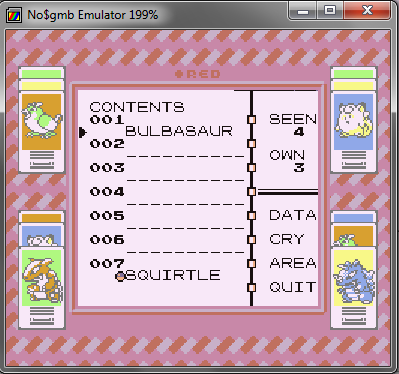 No$gmb Emulator 199%
RED
CONTENTS
001
BULBASAUR
002
----------
003
----------
004
----------
005
----------
006
----------
007
SQUIRTLE
SEEN
4
OWN
3
DATA
CRY
AREA
QUIT